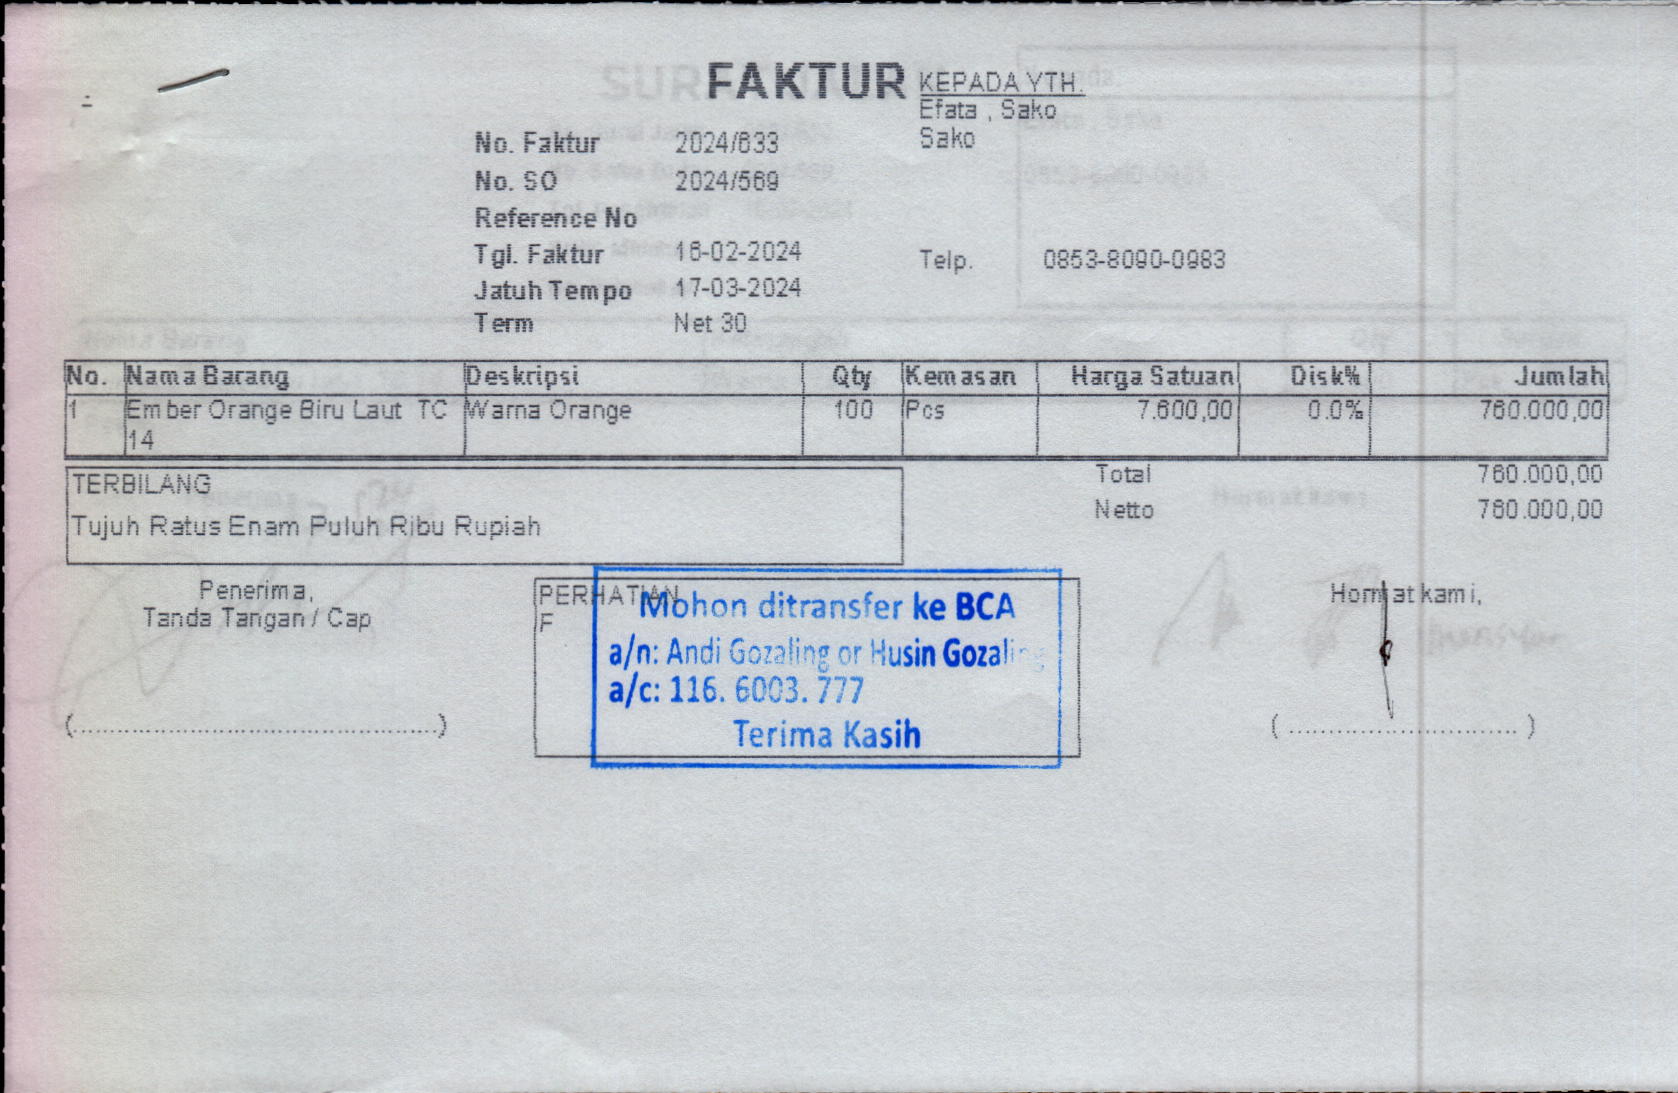 FAKTUR
KEPADA YTH.
Efata , Sako
Sako
No. Faktur 2024/633
No. SO 2024/569
Reference No
Tgl. Faktur 16-02-2024
Telp. 0853-8090-0983
Jatuh Tempo 17-03-2024
Term Net 30
No. Nama Barang Deskripsi Qty Kemasan Harga Satuan Disk% Jumlah
1 Ember Orange Biru Laut TC Warna Orange 100 Pcs 7.600,00 0.0% 760.000,00
14
Total 760.000,00
TERBILANG
Netto 760.000,00
Tujuh Ratus Enam Puluh Ribu Rupiah
Penerima,
Tanda Tangan / Cap
PERHATIAN
F
Mohon ditransfer ke BCA
a/n: Andi Gozaling or Husin Gozaling
a/c: 116. 6003. 777
Terima Kasih
Hormat kami,
(.............................................)
( ............................. )